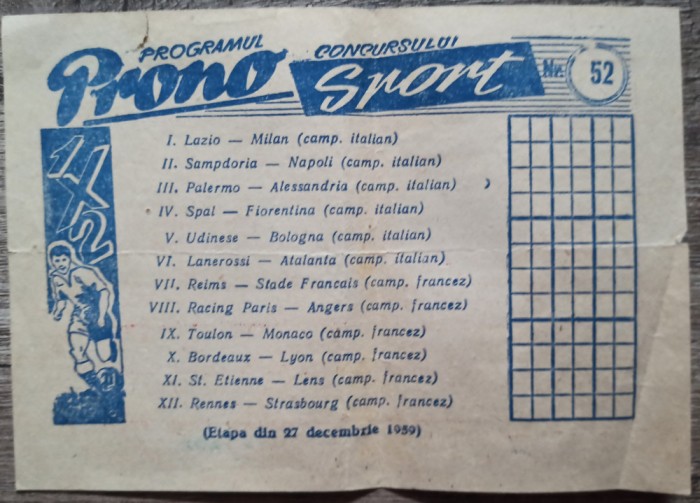 PROGRAMUL CONCURSULUI
Prono Sport Nr. 52
1X2
I. Lazio — Milan (camp. italian)
II. Sampdoria — Napoli (camp. italian)
III. Palermo — Alessandria (camp. italian)
IV. Spal — Fiorentina (camp. italian)
V. Udinese — Bologna (camp. italian)
VI. Lanerossi — Atalanta (camp. italian)
VII. Reims — Stade Francais (camp. francez)
VIII. Racing Paris — Angers (camp. francez)
IX. Toulon — Monaco (camp. francez)
X. Bordeaux — Lyon (camp. francez)
XI. St. Etienne — Lens (camp. francez)
XII. Rennes — Strasbourg (camp. francez)
(Etapa din 27 decembrie 1959)